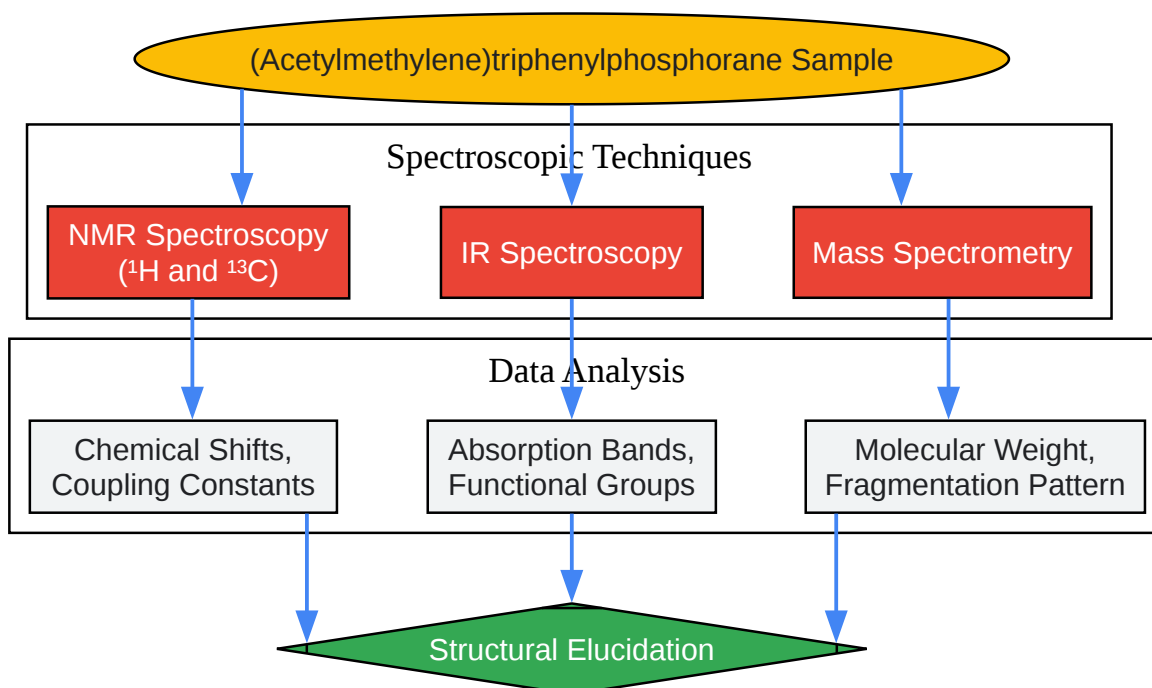 (Acetylmethylene)triphenylphosphorane Sample
Spectroscopic Techniques
NMR Spectroscopy
(¹H and ¹³C)
IR Spectroscopy
Mass Spectrometry
Data Analysis
Chemical Shifts,
Coupling Constants
Absorption Bands,
Functional Groups
Molecular Weight,
Fragmentation Pattern
Structural Elucidation